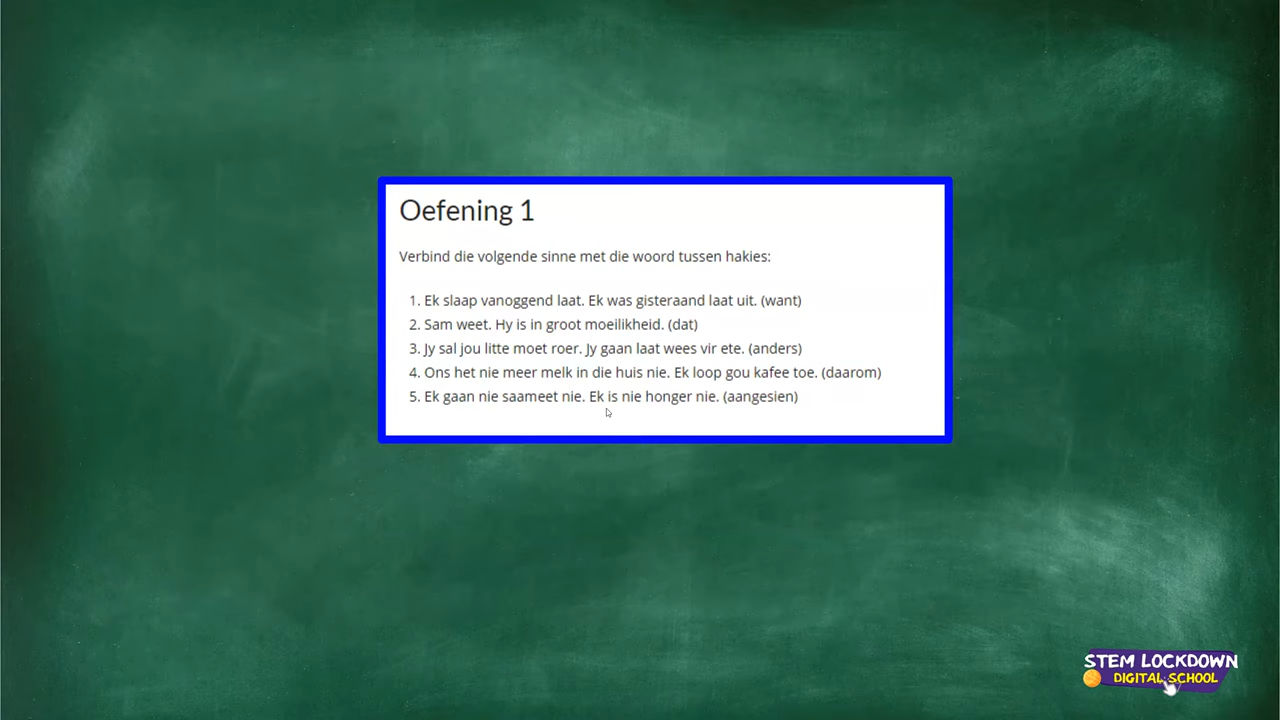 Oefening 1
Verbind die volgende sinne met die woord tussen hakies:
1. Ek slaap vanoggend laat. Ek was gisteraand laat uit. (want)
2. Sam weet. Hy is in groot moeilikheid. (dat)
3. Jy sal jou litte moet roer. Jy gaan laat wees vir ete. (anders)
4. Ons het nie meer melk in die huis nie. Ek loop gou kafee toe. (daarom)
5. Ek gaan nie saameet nie. Ek is nie honger nie. (aangesien)
STEM LOCKDOWN
DIGITAL SCHOOL